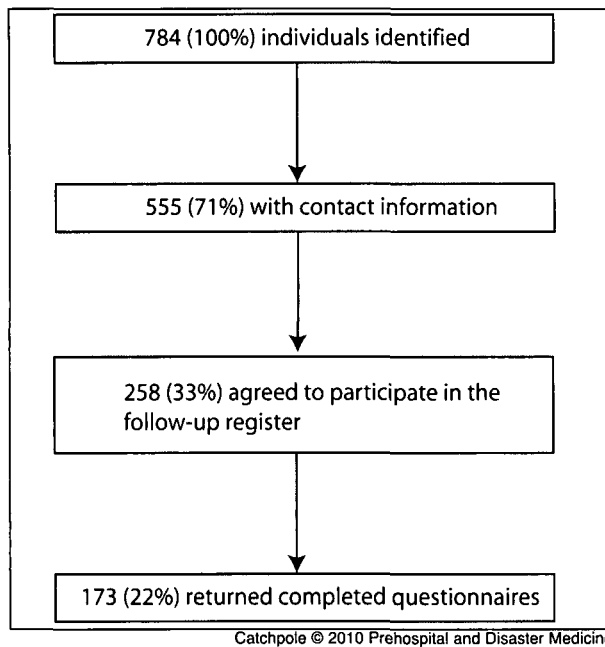 784 (100%) individuals identified
555 (71%) with contact information
258 (33%) agreed to participate in the
follow-up register
173 (22%) returned completed questionnaires
Catchpole © 2010 Prehospital and Disaster Medicine